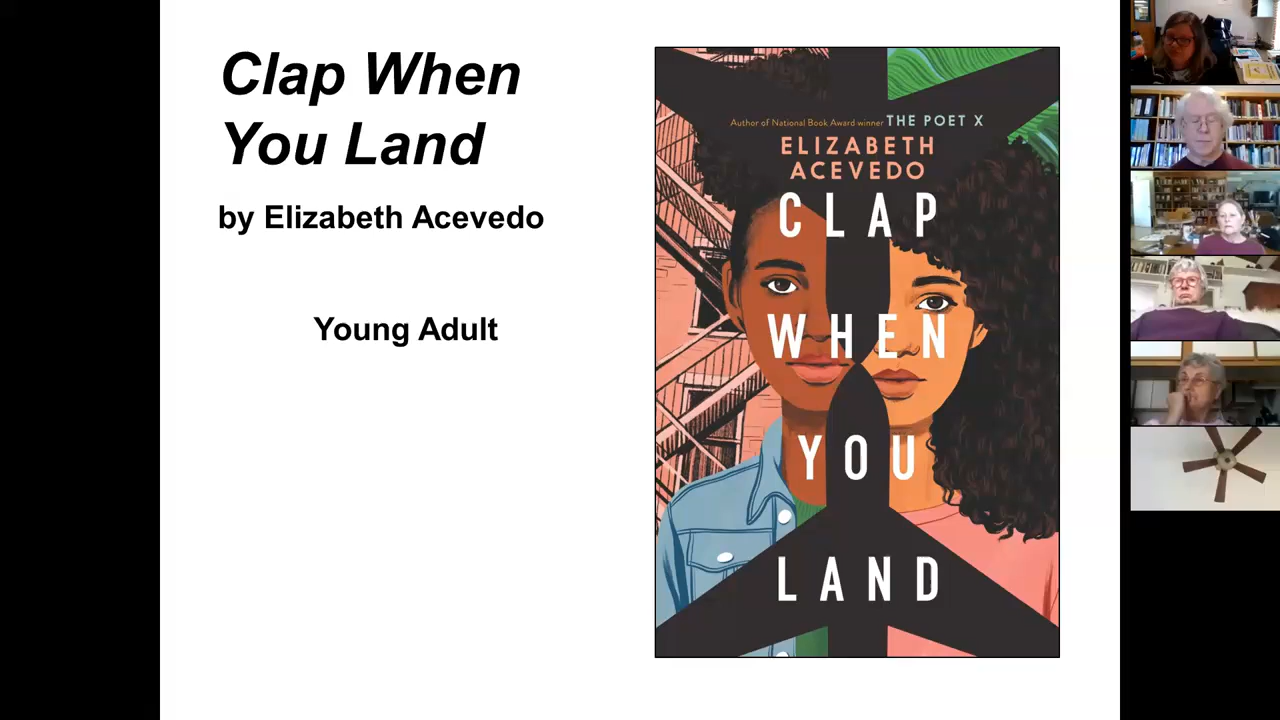 Clap When
You Land
by Elizabeth Acevedo
Young Adult
Author of National Book Award winner THE POET X
ELIZABETH
ACEVEDO
CLAP
WHEN
YOU
LAND